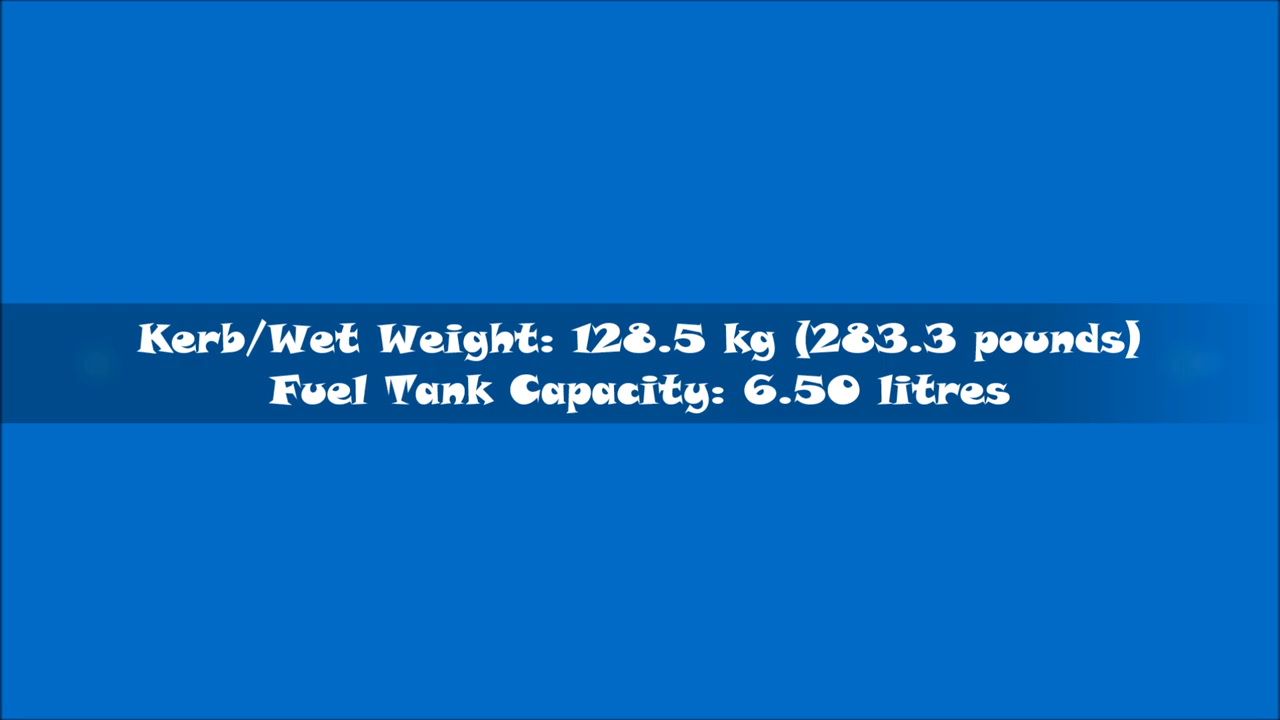 Kerb/Wet Weight: 128.5 kg (283.3 pounds)
Fuel Tank Capacity: 6.50 litres